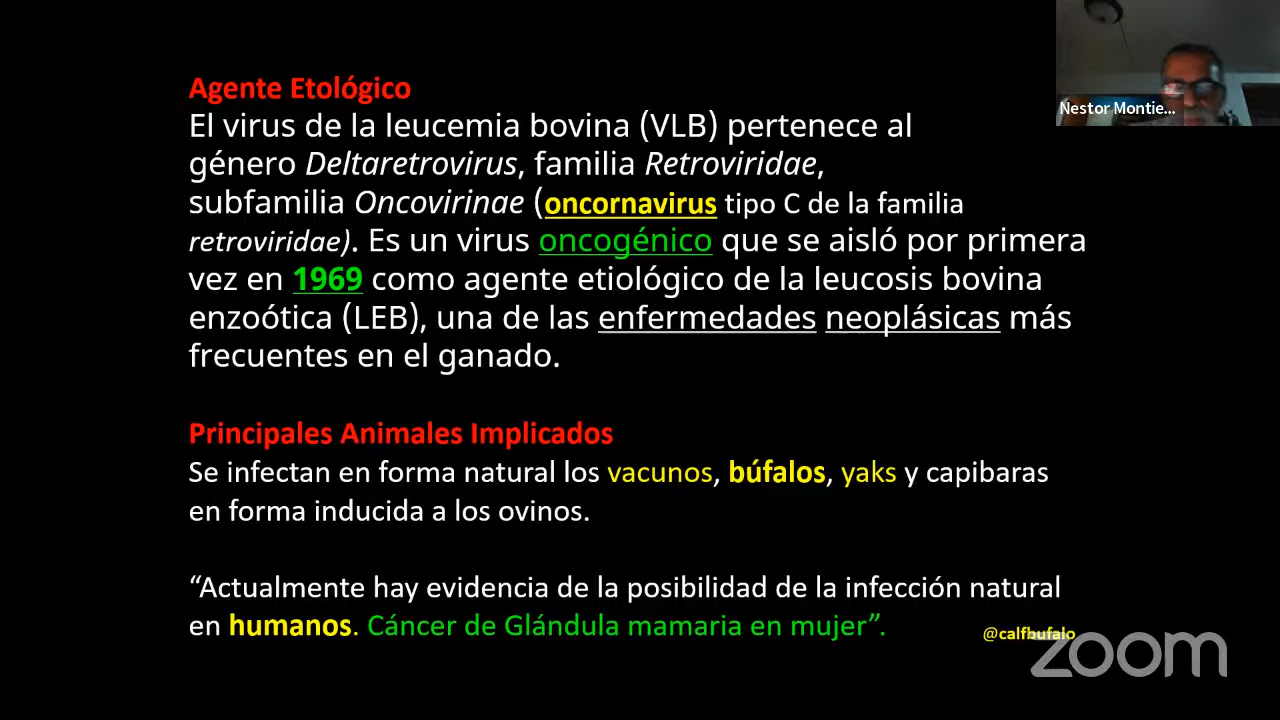 Agente Etológico
El virus de la leucemia bovina (VLB) pertenece al
género Deltaretrovirus, familia Retroviridae,
subfamilia Oncovirinae (oncornavirus tipo C de la familia
retroviridae). Es un virus oncogénico que se aisló por primera
vez en 1969 como agente etiológico de la leucosis bovina
enzoótica (LEB), una de las enfermedades neoplásicas más
frecuentes en el ganado.
Principales Animales Implicados
Se infectan en forma natural los vacunos, búfalos, yaks y capibaras
en forma inducida a los ovinos.
“Actualmente hay evidencia de la posibilidad de la infección natural
en humanos. Cáncer de Glándula mamaria en mujer”.
@calfbufalo
zoom
Nestor Montie...